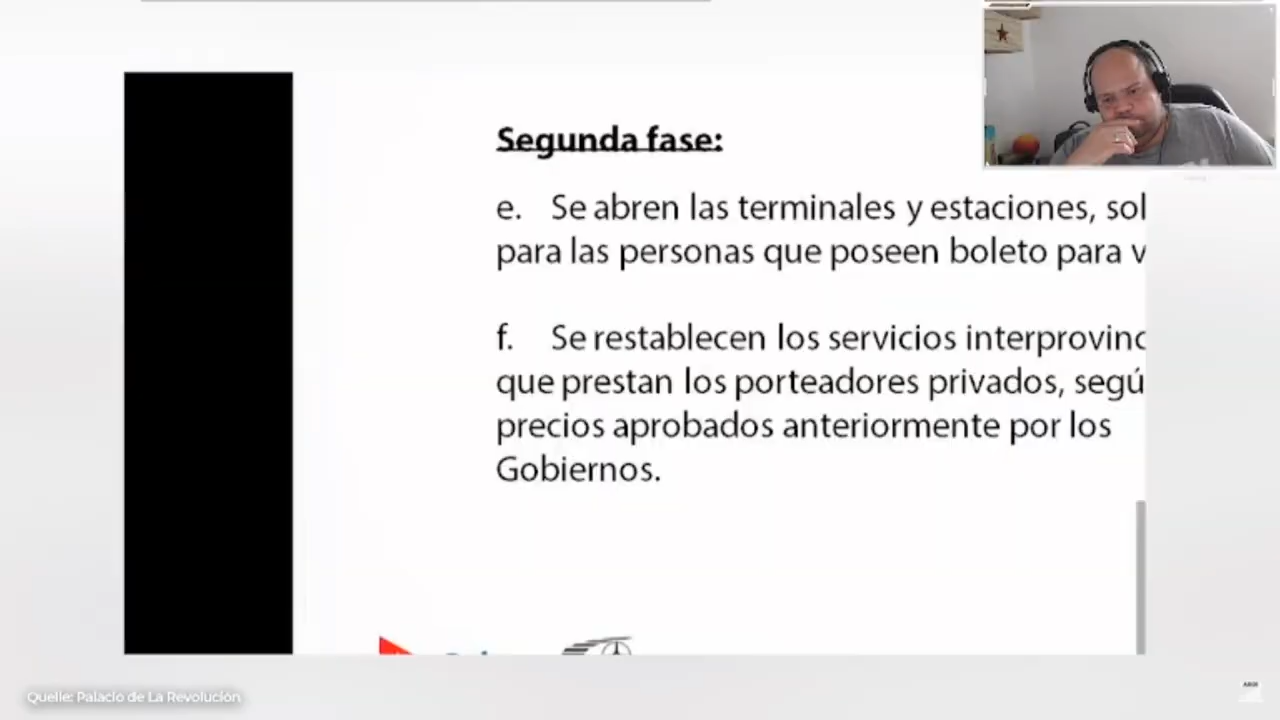 Segunda fase:
e. Se abren las terminales y estaciones, sol
para las personas que poseen boleto para v
f. Se restablecen los servicios interprovinc
que prestan los porteadores privados, segú
precios aprobados anteriormente por los
Gobiernos.
Quelle: Palacio de La Revolución